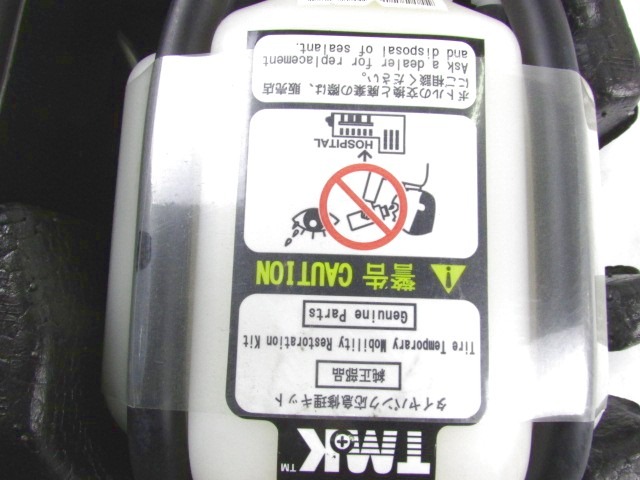 TMK™
タイヤパンク応急修理キット
純正部品
Tire Temporary Mobility Restoration Kit
Genuine Parts
警告 CAUTION
HOSPITAL
ボトルの交換と廃棄の際は、販売店
にご相談ください。
Ask a dealer for replacement
and disposal of sealant.